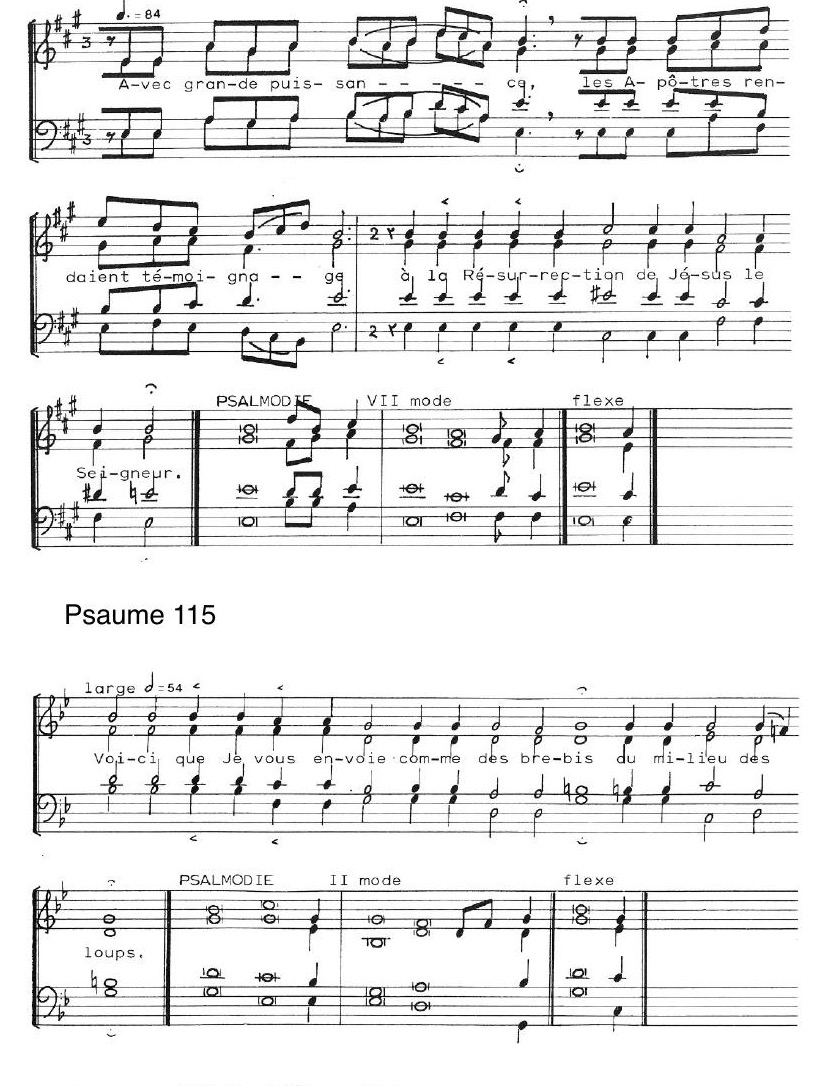 ♩. = 84
A-vec gran-de puis-san - - - - - - ce, les A-pô-tres ren-
daient té-moi-gna - - ge à la Ré-sur-rec-tion de Jé-sus le
PSALMODIE VII mode flexe
Sei-gneur.
Psaume 115
large 𝅗𝅥 = 54
Voi-ci que Je vous en-voie com-me des bre-bis du mi-lieu des
PSALMODIE II mode flexe
loups.